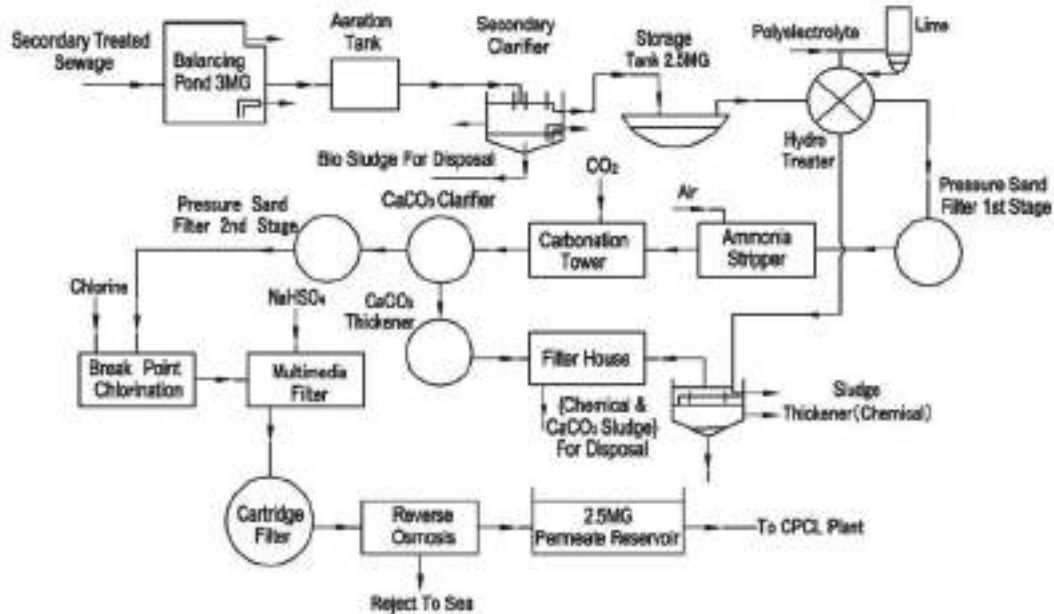 Secondary Treated
Sewage
Balancing
Pond 3MG
Aaration
Tank
Secondary
Clarifier
Storage
Tank 2.5MG
Polyelectrolyte
Lime
Hydro
Treater
Bio Sludge For Disposal
Pressure Sand
Filter 1st Stage
Air
Ammonia
Stripper
CO₂
Carbonation
Tower
CaCO₃ Clarifier
Pressure Sand
Filter 2nd Stage
Chlorine
NaHSO₄
CaCO₃
Thickener
Break Point
Chlorination
Multimedia
Filter
Filter House
(Chemical &
CaCO₃ Sludge)
For Disposal
Sludge
Thickener(Chemical)
Cartridge
Filter
Reverse
Osmosis
2.5MG
Permeate Reservoir
To CPCL Plant
Reject To Sea